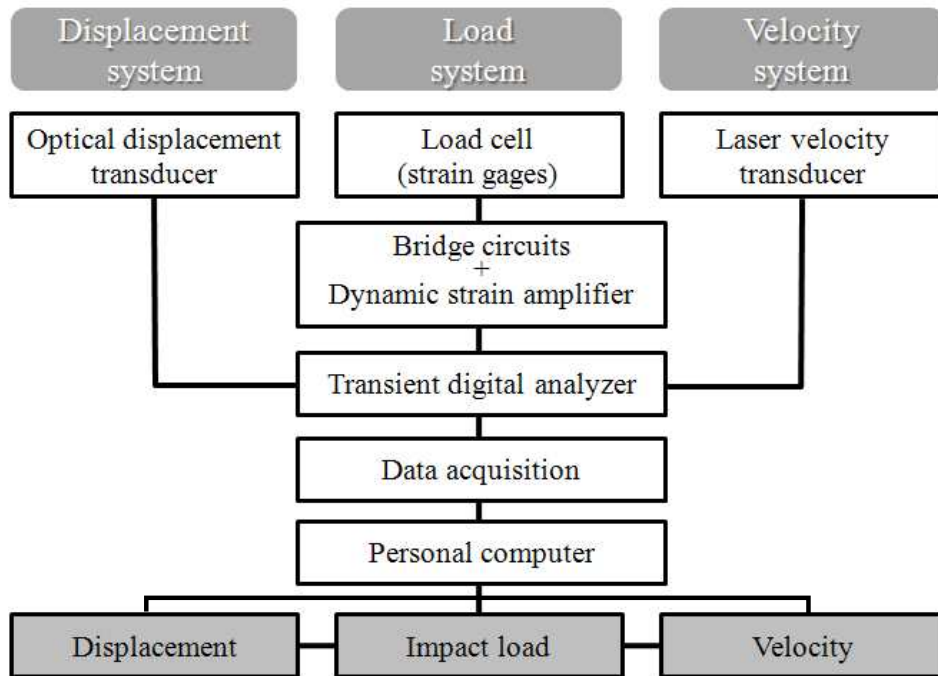 Displacement
system
Load
system
Velocity
system
Optical displacement
transducer
Load cell
(strain gages)
Laser velocity
transducer
Bridge circuits
+
Dynamic strain amplifier
Transient digital analyzer
Data acquisition
Personal computer
Displacement
Impact load
Velocity